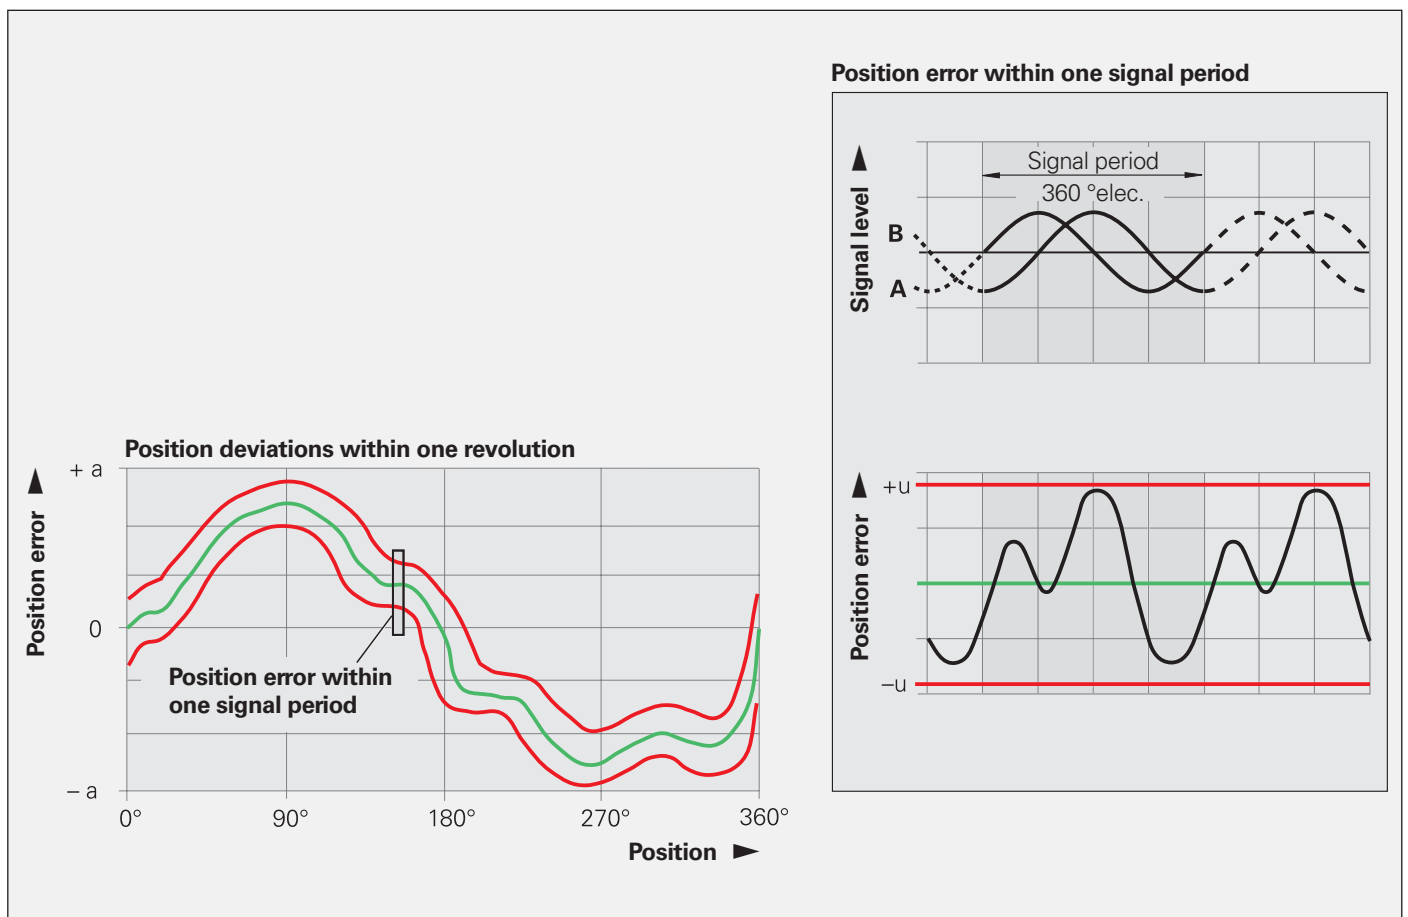 Position error within one signal period
Signal level
Signal period
360 °elec.
B
A
Position error
+u
–u
Position deviations within one revolution
Position error
+ a
0
– a
Position error within
one signal period
0° 90° 180° 270° 360°
Position